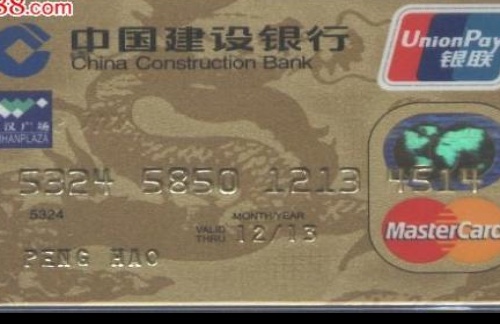 8.com
中国建设银行
China Construction Bank
UnionPay
银联
汉广场
HANPLAZA
5324 5850 1213 4514
5324
MONTH/YEAR
VALID
THRU
12/13
PENG HAO
MasterCard